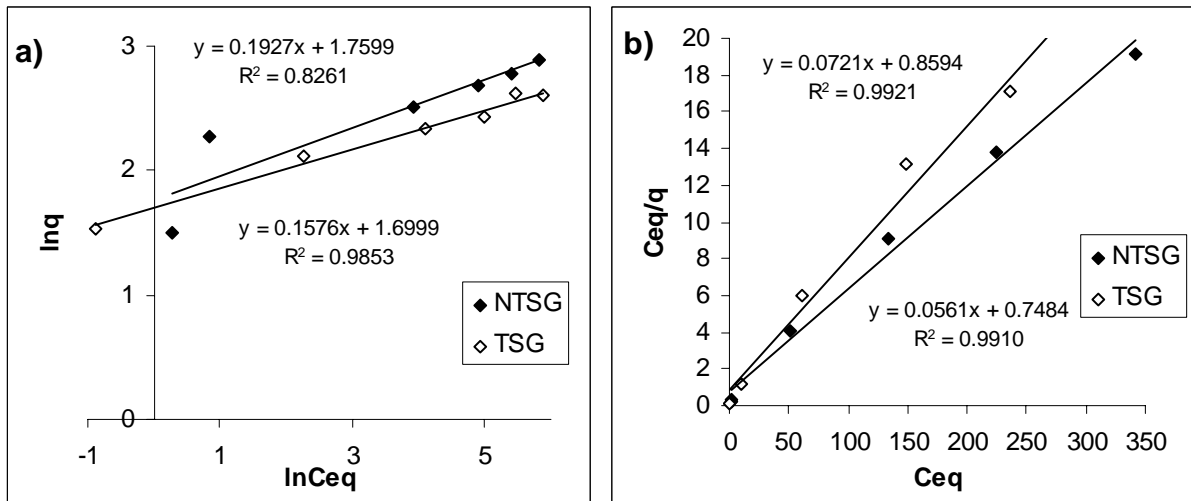 a)
y = 0.1927x + 1.7599
R² = 0.8261
y = 0.1576x + 1.6999
R² = 0.9853
3
2
1
0
lnq
-1
1
3
5
lnCeq
NTSG
TSG
b)
y = 0.0721x + 0.8594
R² = 0.9921
y = 0.0561x + 0.7484
R² = 0.9910
20
18
16
14
12
10
8
6
4
2
0
Ceq/q
0
50
100
150
200
250
300
350
Ceq
NTSG
TSG